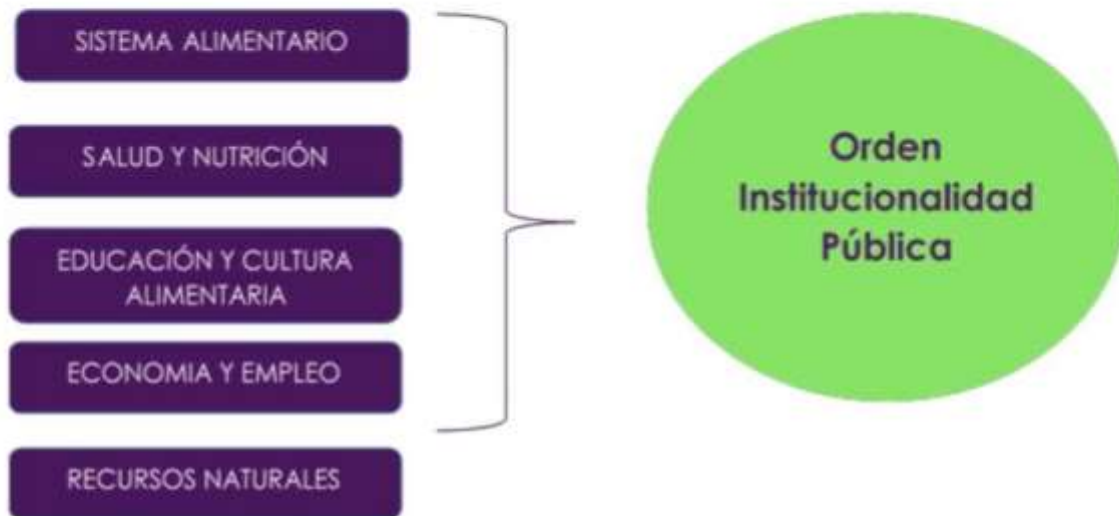 SISTEMA ALIMENTARIO
SALUD Y NUTRICIÓN
EDUCACIÓN Y CULTURA
ALIMENTARIA
ECONOMIA Y EMPLEO
RECURSOS NATURALES
Orden
Institucionalidad
Pública